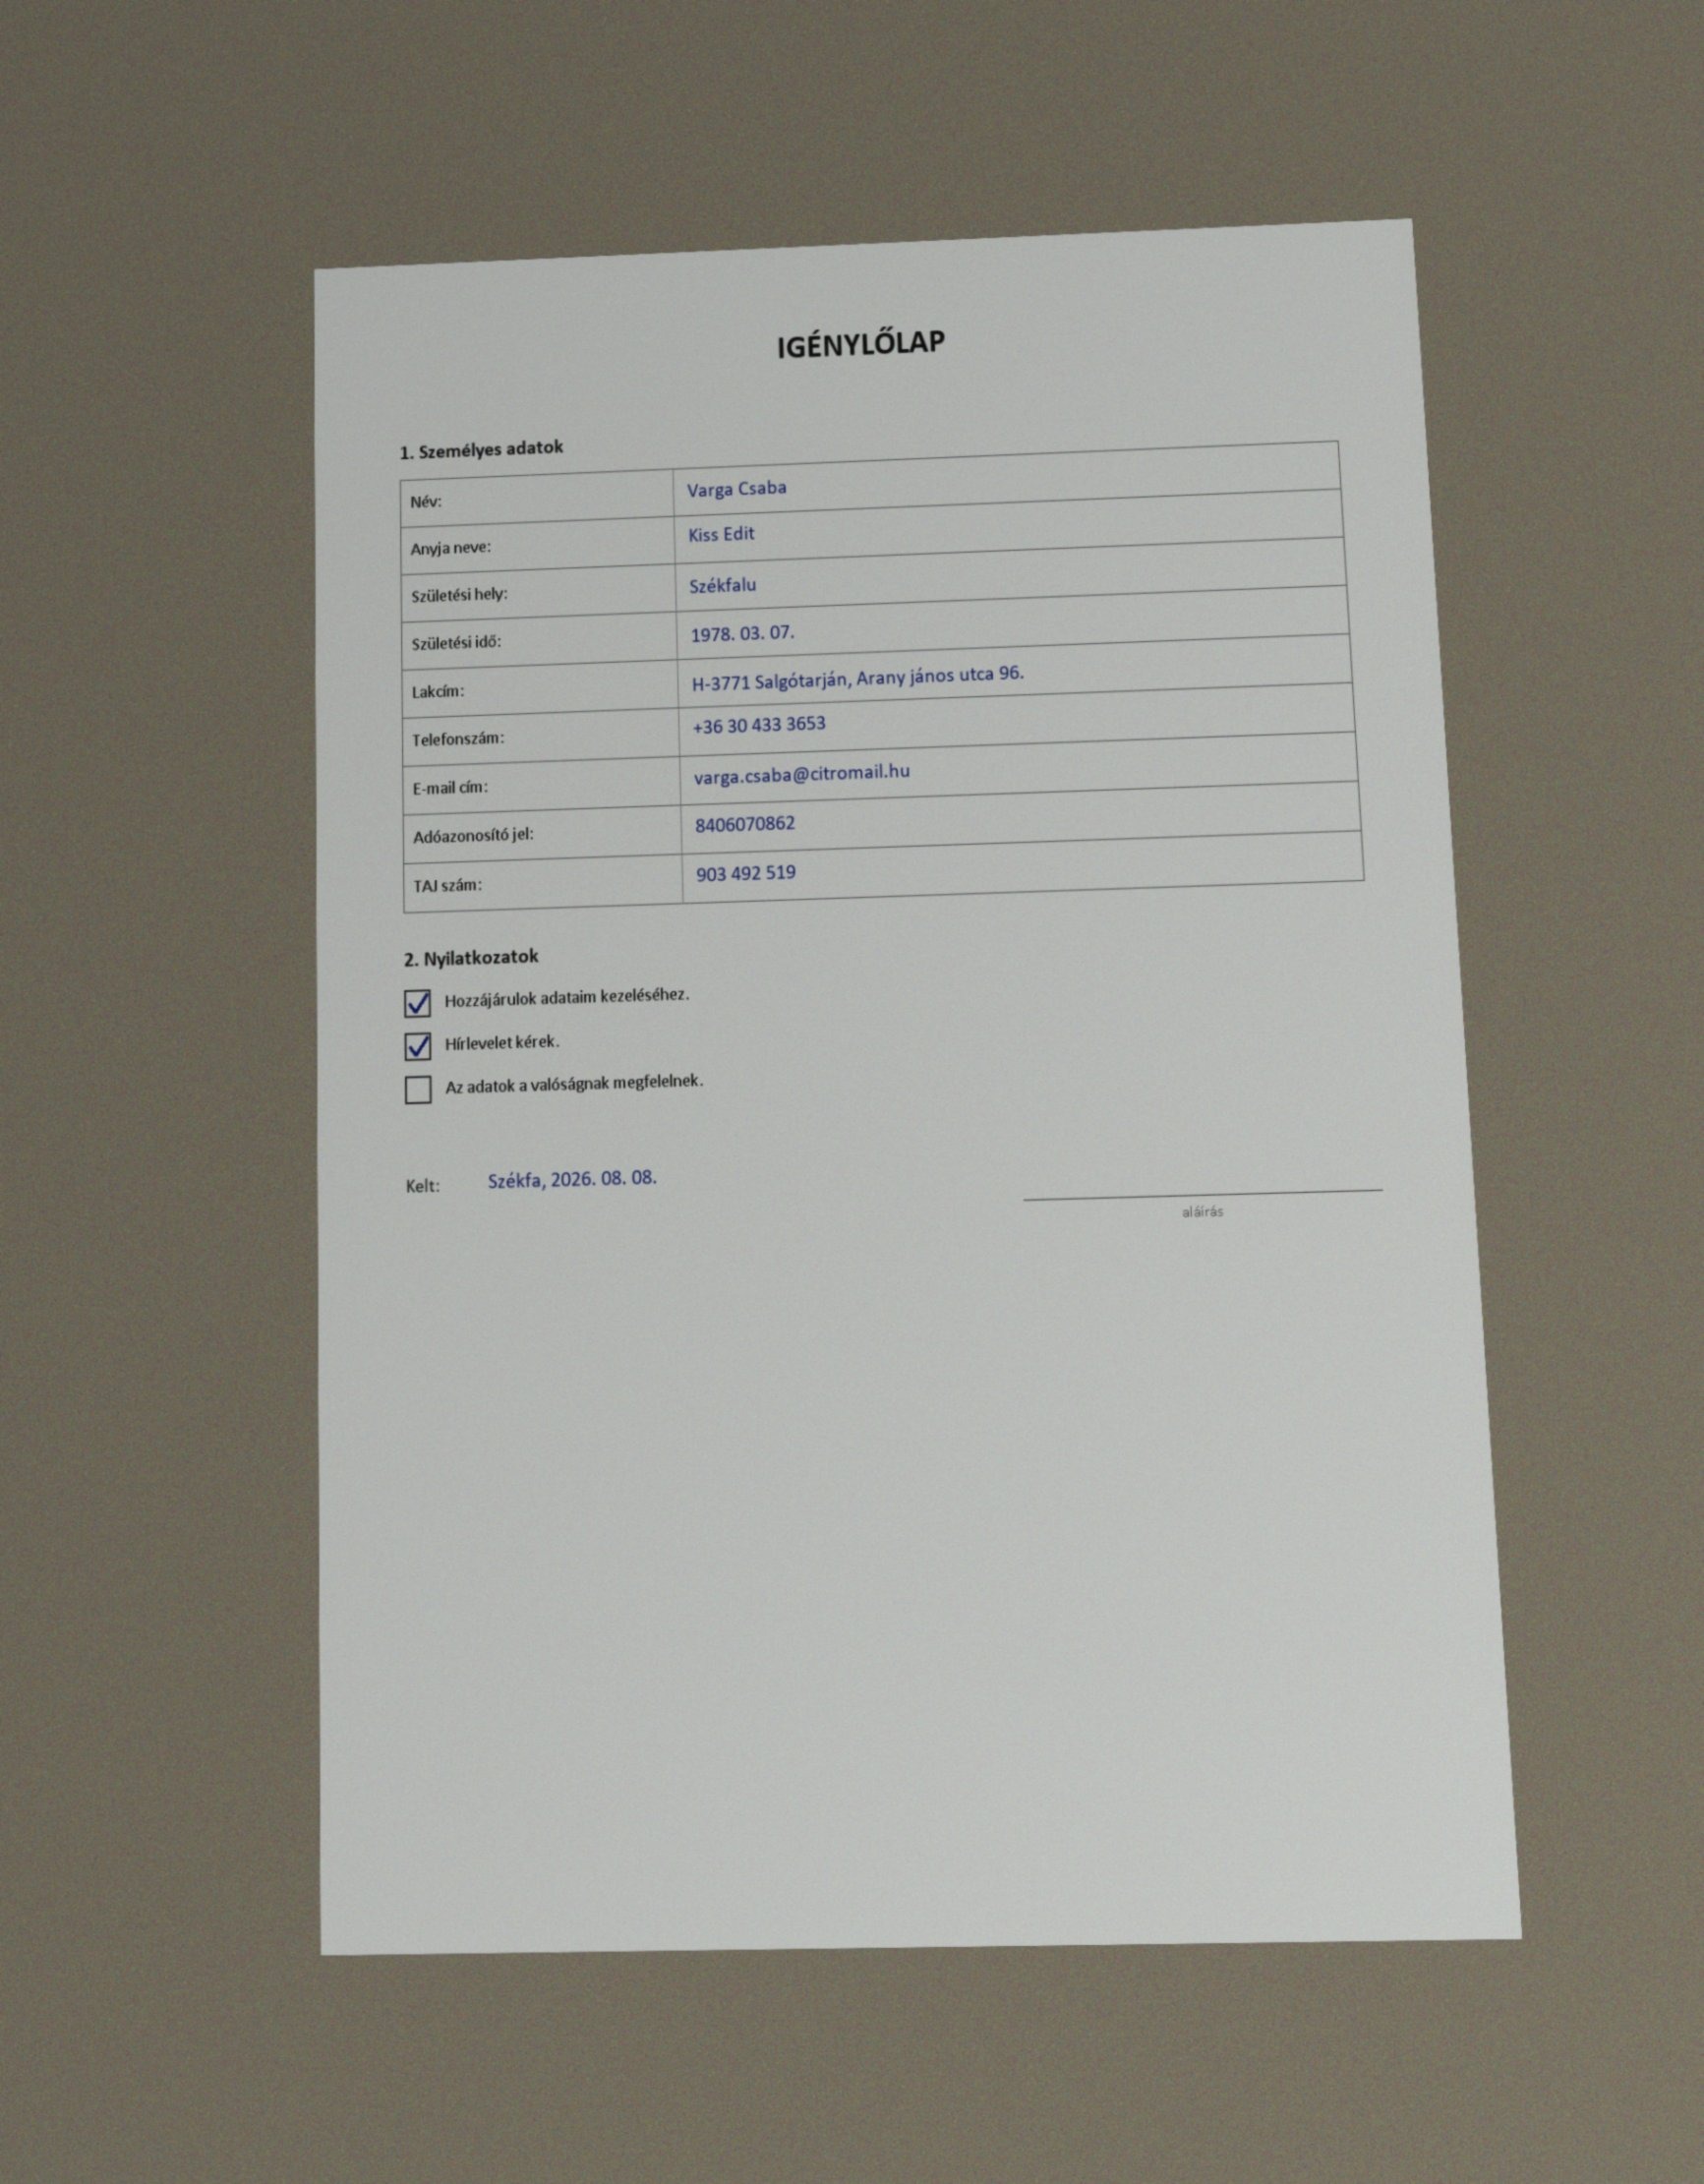 IGÉNYLŐLAP
1. Személyes adatok
Név: Varga Csaba
Anyja neve: Kiss Edit
Születési hely: Székfalu
Születési idő: 1978. 03. 07.
Lakcím: H-3771 Salgótarján, Arany jános utca 96.
Telefonszám: +36 30 433 3653
E-mail cím: varga.csaba@citromail.hu
Adóazonosító jel: 8406070862
TAJ szám: 903 492 519
2. Nyilatkozatok
Hozzájárulok adataim kezeléséhez.
Hírlevelet kérek.
Az adatok a valóságnak megfelelnek.
Kelt: Székfa, 2026. 08. 08.
aláírás